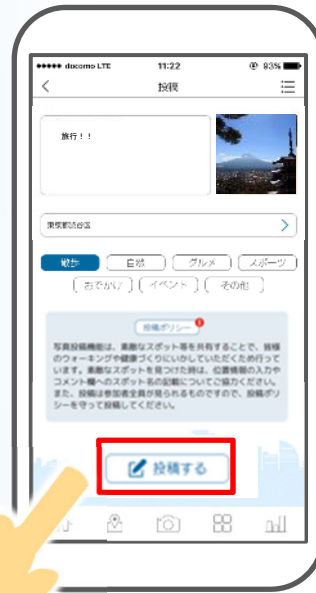 docomo LTE 11:22 83%
投稿
旅行！！
東京都渋谷区
散歩 自然 グルメ スポーツ
おでかけ イベント その他
投稿ポリシー
写真投稿機能は、素敵なスポット等を共有することで、皆様
のウォーキングや健康づくりにいかしていただくため行って
います。素敵なスポットを見つけた時は、位置情報の入力や
コメント欄へのスポット名の記載についてご協力ください。
また、投稿は参加者全員が見られるものですので、投稿ポリ
シーを守って投稿してください。
投稿する